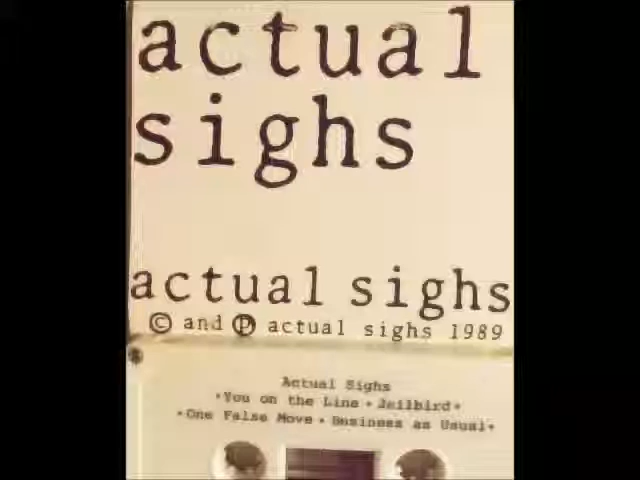 actual
sighs
actual sighs
© and ℗ actual sighs 1989
Actual Sighs
•You on the Line • Jailbird•
•One False Move • Business as Usual•